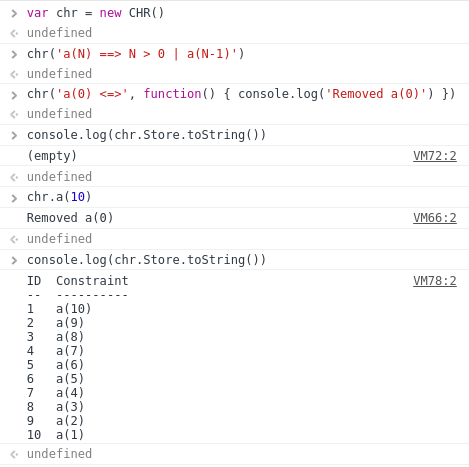 > var chr = new CHR()
undefined
> chr('a(N) ==> N > 0 | a(N-1)')
undefined
> chr('a(0) <=>', function() { console.log('Removed a(0)') })
undefined
> console.log(chr.Store.toString())
(empty) VM72:2
undefined
> chr.a(10)
Removed a(0) VM66:2
undefined
> console.log(chr.Store.toString())
ID  Constraint VM78:2
--  ----------
1   a(10)
2   a(9)
3   a(8)
4   a(7)
5   a(6)
6   a(5)
7   a(4)
8   a(3)
9   a(2)
10  a(1)
undefined